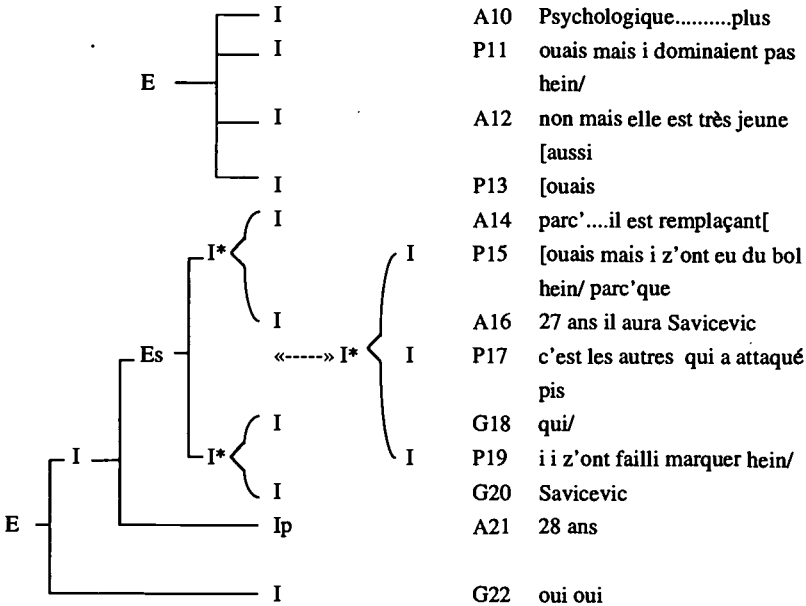 I A10 Psychologique..........plus
I P11 ouais mais i dominaient pas
hein/
E
I A12 non mais elle est très jeune
[aussi
I P13 [ouais
I A14 parc'....il est remplaçant[
I* I P15 [ouais mais i z'ont eu du bol
hein/ parc'que
I A16 27 ans il aura Savicevic
Es «-----» I* I P17 c'est les autres qui a attaqué
pis
I G18 qui/
I I* I P19 i i z'ont failli marquer hein/
I G20 Savicevic
E Ip A21 28 ans
I G22 oui oui